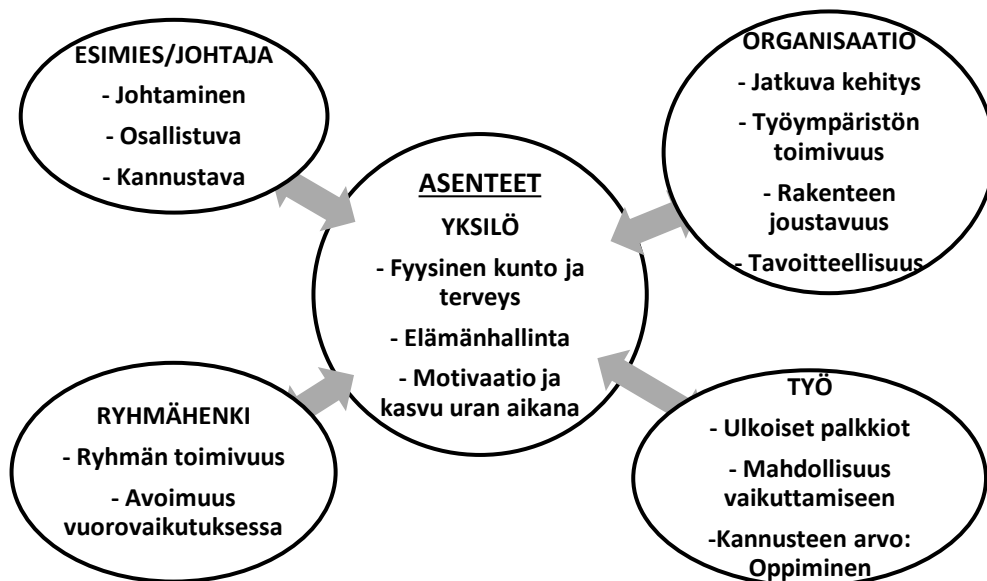 ESIMIES/JOHTAJA
- Johtaminen
- Osallistuva
- Kannustava
ORGANISAATIO
- Jatkuva kehitys
- Työympäristön
toimivuus
- Rakenteen
joustavuus
- Tavoitteellisuus
ASENTEET
YKSILÖ
- Fyysinen kunto ja
terveys
- Elämänhallinta
- Motivaatio ja
kasvu uran aikana
RYHMÄHENKI
- Ryhmän toimivuus
- Avoimuus
vuorovaikutuksessa
TYÖ
- Ulkoiset palkkiot
- Mahdollisuus
vaikuttamiseen
-Kannusteen arvo:
Oppiminen